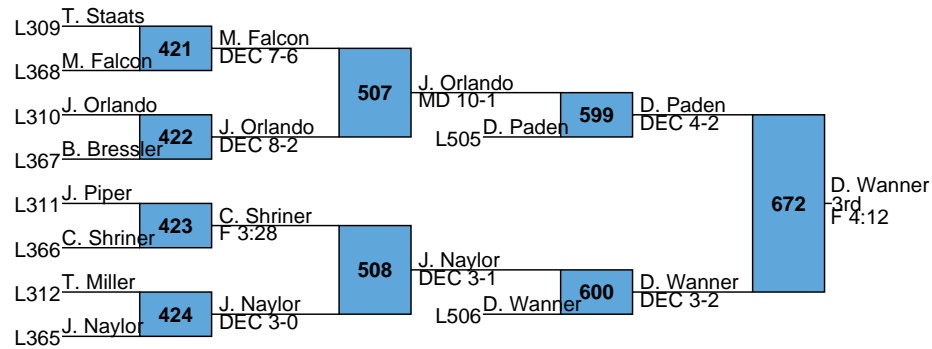 T. Staats
L309
421
M. Falcon
DEC 7-6
L368
M. Falcon
507
J. Orlando
MD 10-1
L310
J. Orlando
422
J. Orlando
DEC 8-2
L367
B. Bressler
599
D. Paden
DEC 4-2
L505
D. Paden
L311
J. Piper
423
C. Shriner
F 3:28
L366
C. Shriner
508
J. Naylor
DEC 3-1
L312
T. Miller
424
J. Naylor
DEC 3-0
L365
J. Naylor
600
D. Wanner
DEC 3-2
L506
D. Wanner
672
D. Wanner
3rd
F 4:12